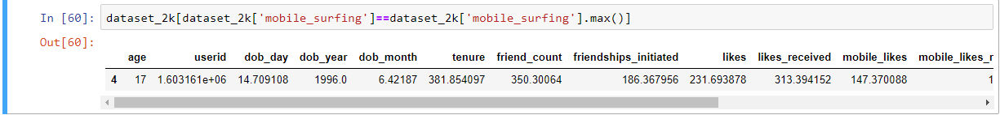 In [60]: dataset_2k[dataset_2k['mobile_surfing']==dataset_2k['mobile_surfing'].max()]
Out[60]:
age userid dob_day dob_year dob_month tenure friend_count friendships_initiated likes likes_received mobile_likes mobile_likes_r
4 17 1.603161e+06 14.709108 1996.0 6.42187 381.854097 350.30064 186.367956 231.693878 313.394152 147.370088 1